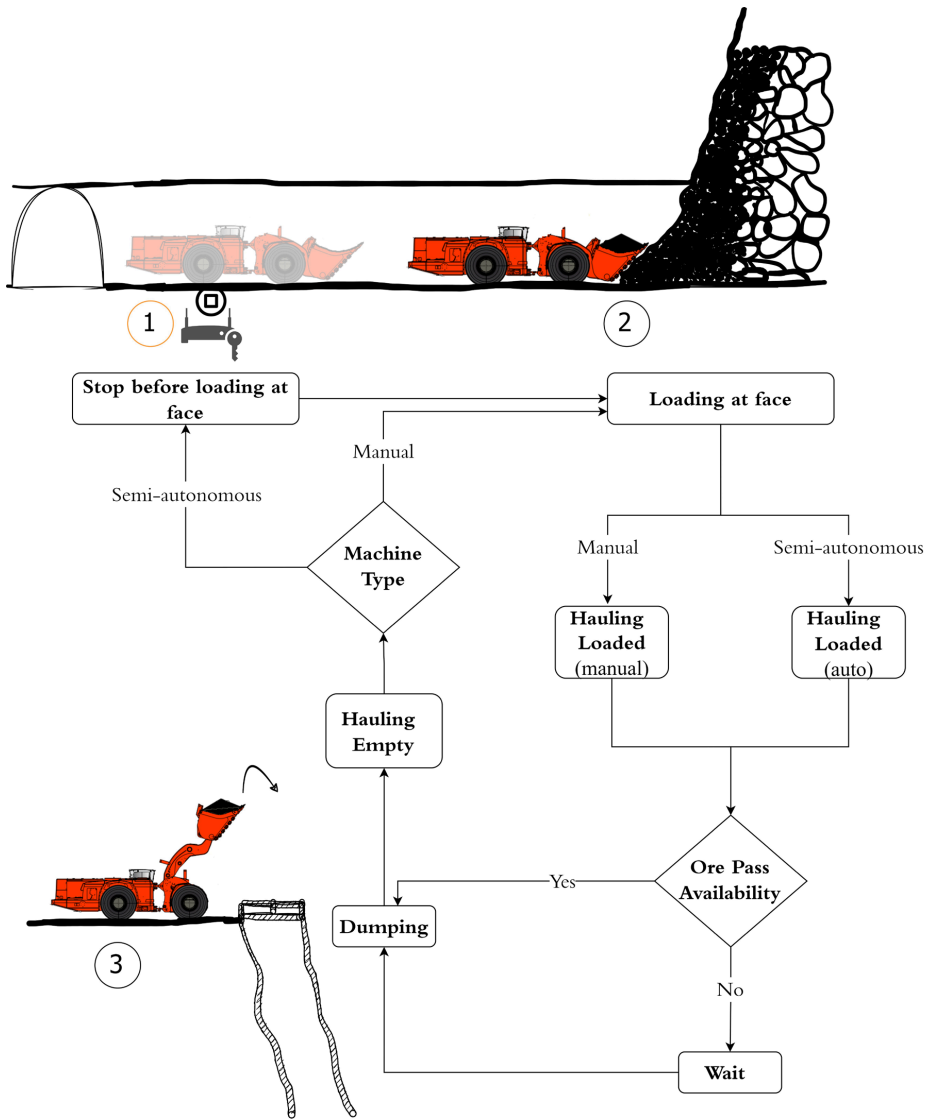 1
2
Stop before loading at
face
Loading at face
Manual
Semi-autonomous
Machine
Type
Manual
Semi-autonomous
Hauling
Loaded
(manual)
Hauling
Loaded
(auto)
Hauling
Empty
Ore Pass
Availability
Yes
Dumping
3
No
Wait